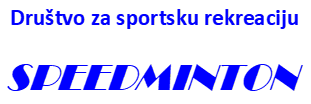 Društvo za sportsku rekreaciju
SPEEDMINTON